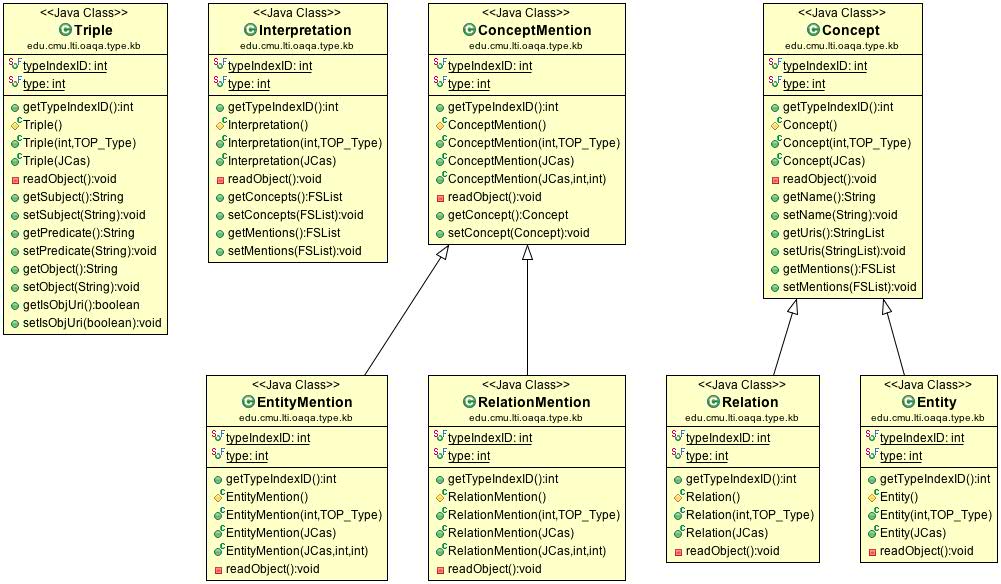 <<Java Class>>
Triple
edu.cmu.lti.oaqa.type.kb
typeIndexID: int
type: int
getTypeIndexID():int
Triple()
Triple(int,TOP_Type)
Triple(JCas)
readObject():void
getSubject():String
setSubject(String):void
getPredicate():String
setPredicate(String):void
getObject():String
setObject(String):void
getIsObjUri():boolean
setIsObjUri(boolean):void
<<Java Class>>
Interpretation
edu.cmu.lti.oaqa.type.kb
typeIndexID: int
type: int
getTypeIndexID():int
Interpretation()
Interpretation(int,TOP_Type)
Interpretation(JCas)
readObject():void
getConcepts():FSList
setConcepts(FSList):void
getMentions():FSList
setMentions(FSList):void
<<Java Class>>
ConceptMention
edu.cmu.lti.oaqa.type.kb
typeIndexID: int
type: int
getTypeIndexID():int
ConceptMention()
ConceptMention(int,TOP_Type)
ConceptMention(JCas)
ConceptMention(JCas,int,int)
readObject():void
getConcept():Concept
setConcept(Concept):void
<<Java Class>>
Concept
edu.cmu.lti.oaqa.type.kb
typeIndexID: int
type: int
getTypeIndexID():int
Concept()
Concept(int,TOP_Type)
Concept(JCas)
readObject():void
getName():String
setName(String):void
getUris():StringList
setUris(StringList):void
getMentions():FSList
setMentions(FSList):void
<<Java Class>>
EntityMention
edu.cmu.lti.oaqa.type.kb
typeIndexID: int
type: int
getTypeIndexID():int
EntityMention()
EntityMention(int,TOP_Type)
EntityMention(JCas)
EntityMention(JCas,int,int)
readObject():void
<<Java Class>>
RelationMention
edu.cmu.lti.oaqa.type.kb
typeIndexID: int
type: int
getTypeIndexID():int
RelationMention()
RelationMention(int,TOP_Type)
RelationMention(JCas)
RelationMention(JCas,int,int)
readObject():void
<<Java Class>>
Relation
edu.cmu.lti.oaqa.type.kb
typeIndexID: int
type: int
getTypeIndexID():int
Relation()
Relation(int,TOP_Type)
Relation(JCas)
readObject():void
<<Java Class>>
Entity
edu.cmu.lti.oaqa.type.kb
typeIndexID: int
type: int
getTypeIndexID():int
Entity()
Entity(int,TOP_Type)
Entity(JCas)
readObject():void